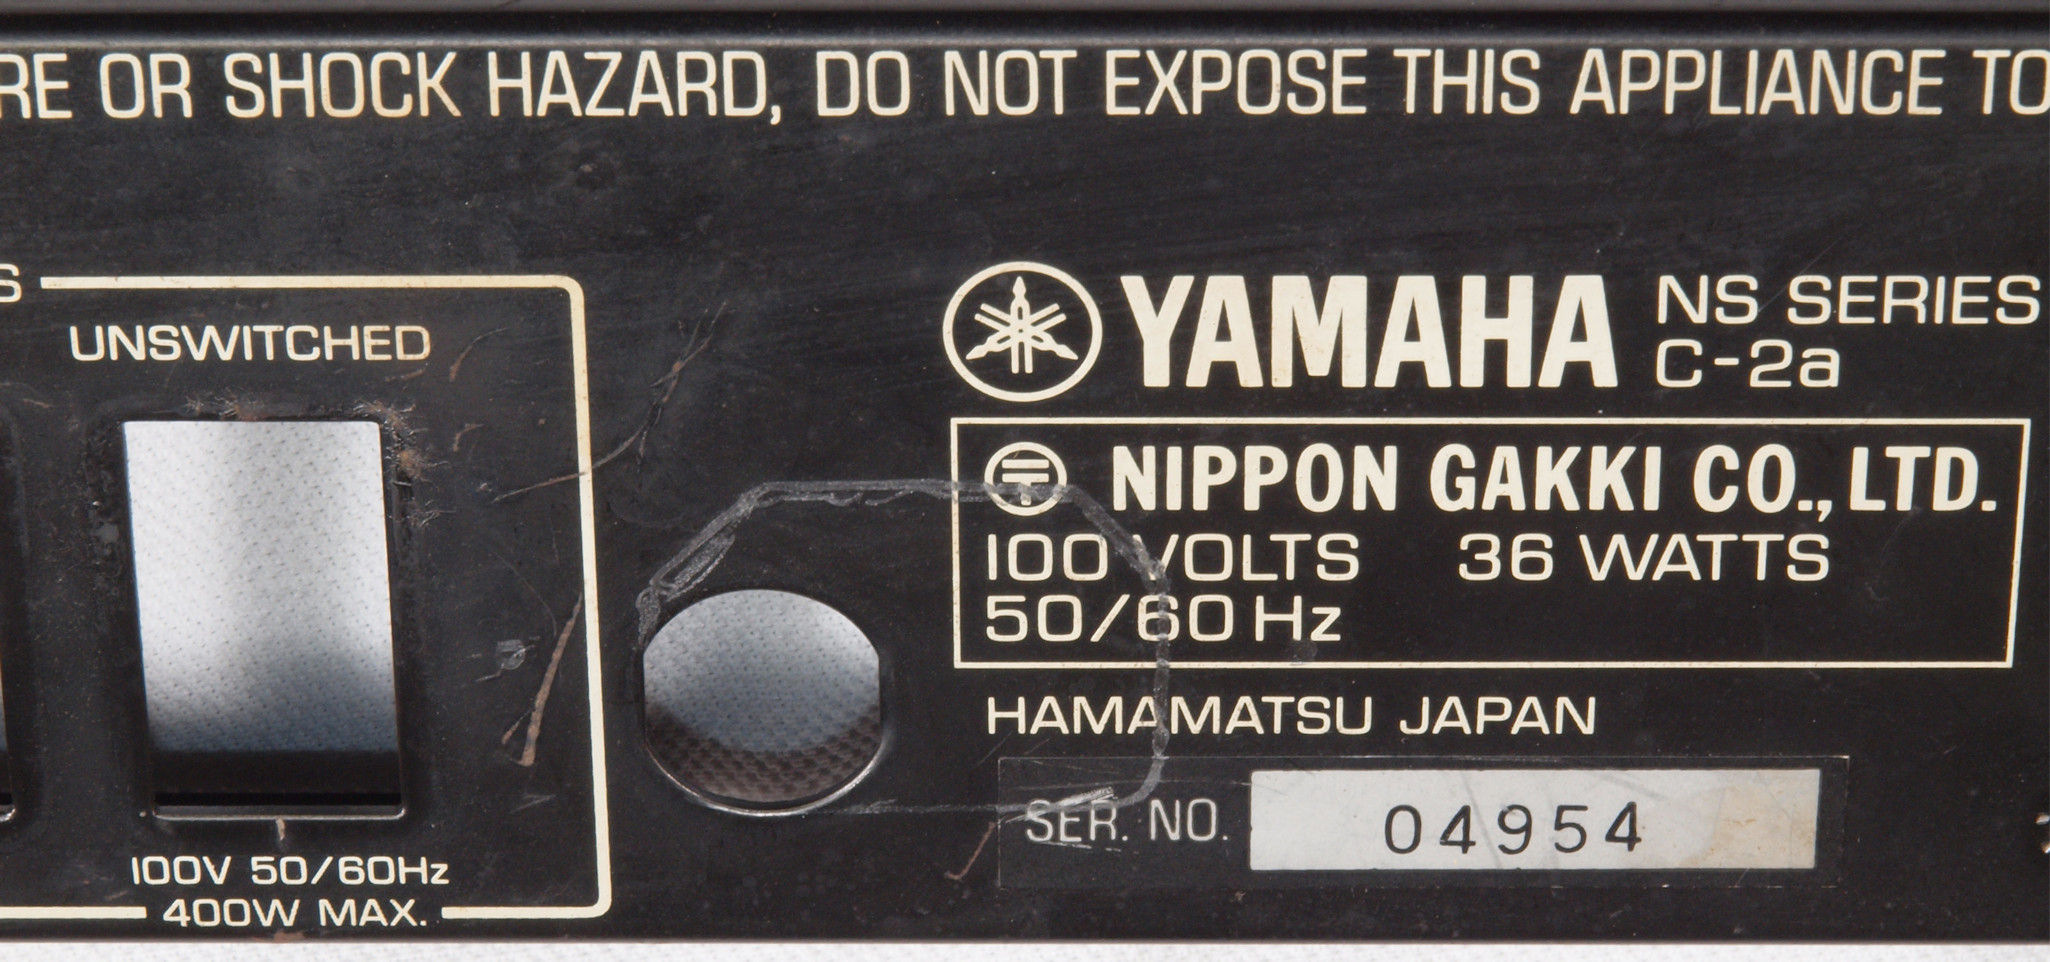 RE OR SHOCK HAZARD, DO NOT EXPOSE THIS APPLIANCE TO
S
UNSWITCHED
100V 50/60Hz
400W MAX.
YAMAHA NS SERIES
C-2a
NIPPON GAKKI CO., LTD.
100 VOLTS 36 WATTS
50/60 Hz
HAMAMATSU JAPAN
SER. NO. 04954